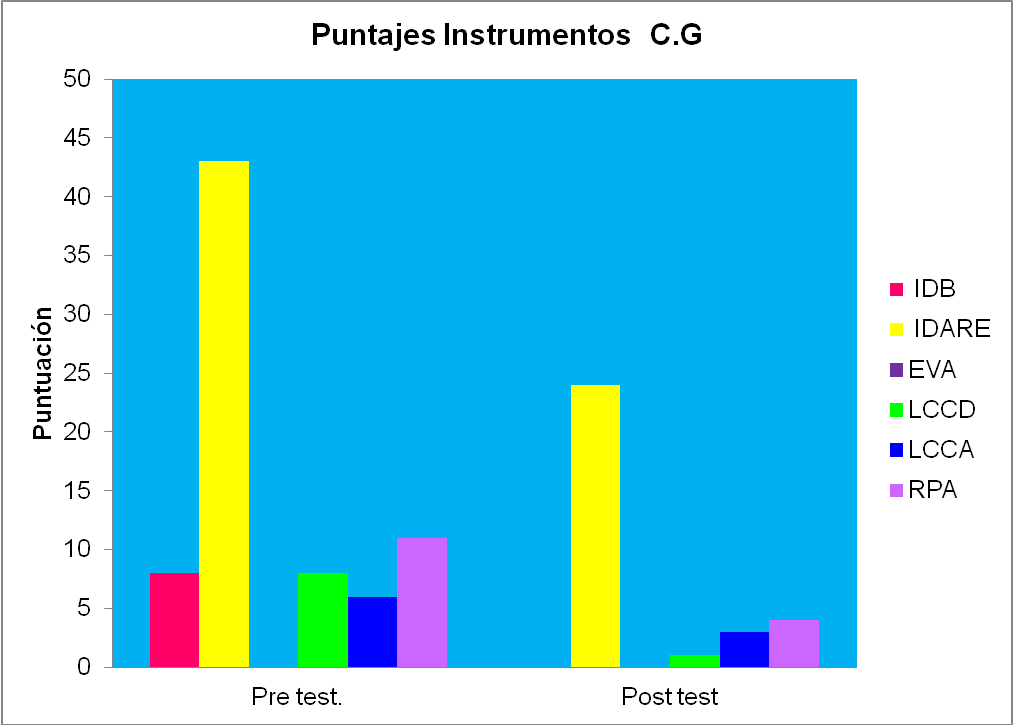 Puntajes Instrumentos C.G
50
45
40
35
30
25
20
15
10
5
0
Puntuación
Pre test.
Post test
IDB
IDARE
EVA
LCCD
LCCA
RPA